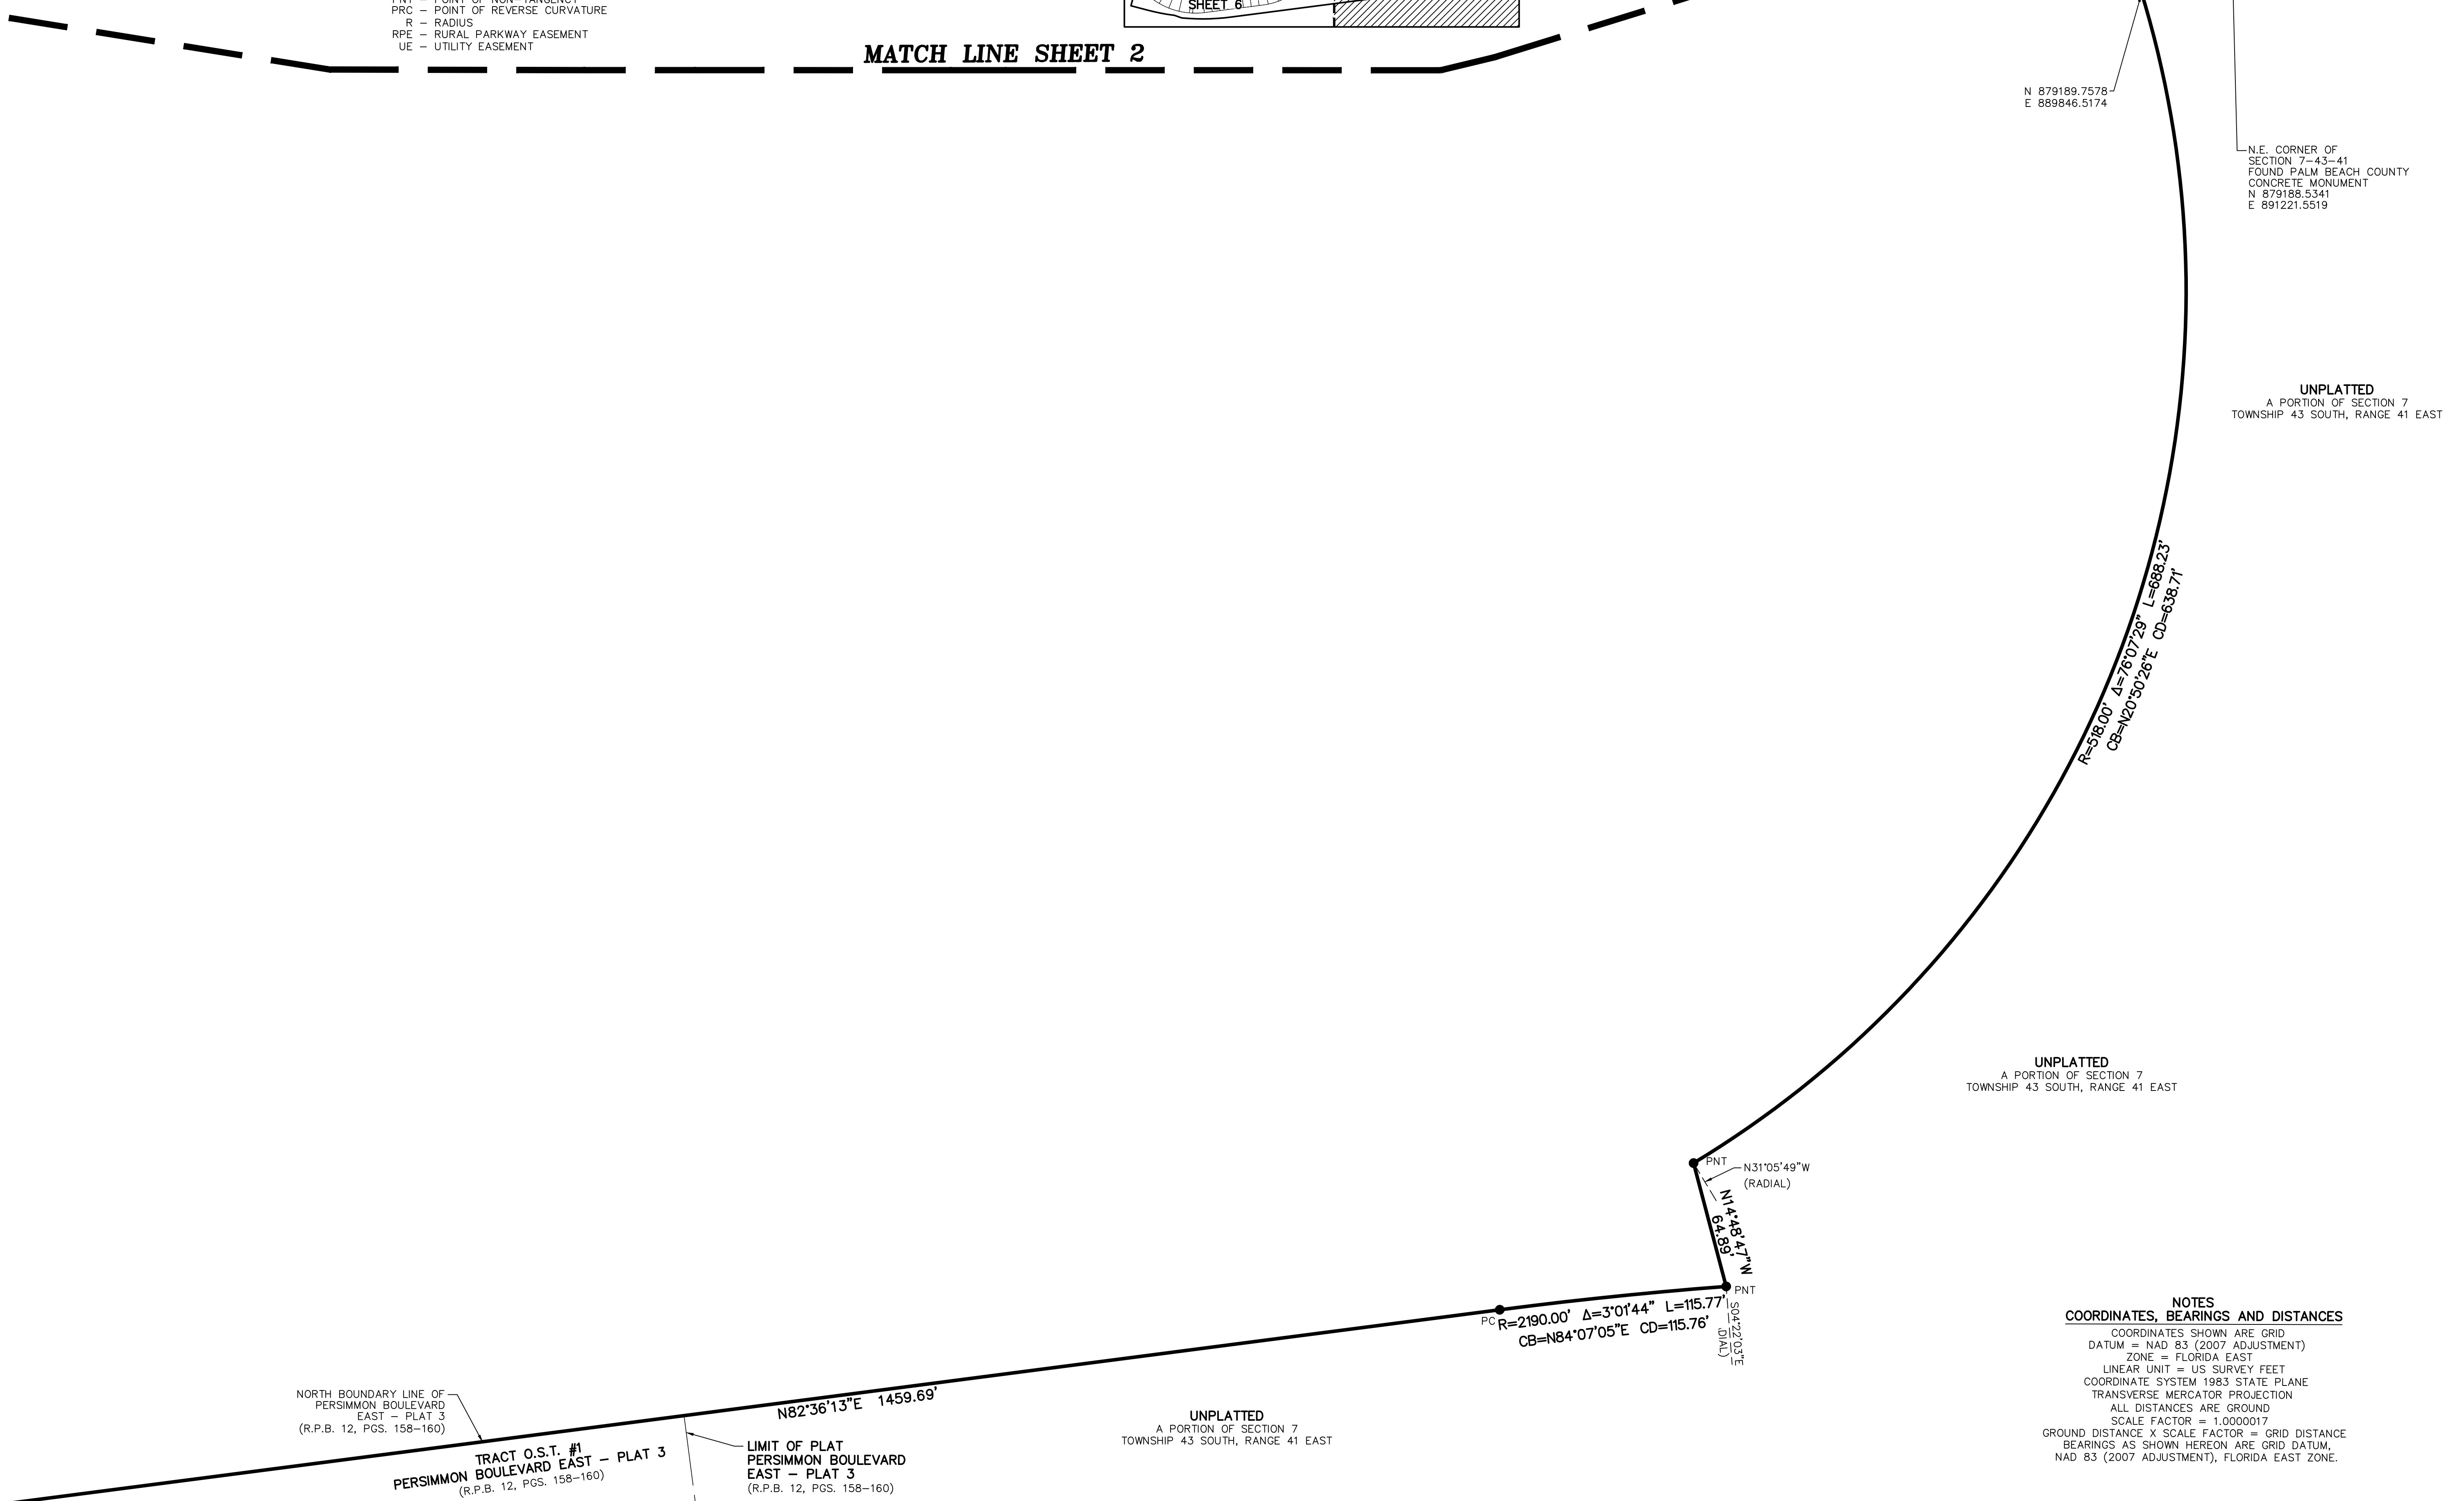 PRC – POINT OF REVERSE CURVATURE
R – RADIUS
RPE – RURAL PARKWAY EASEMENT
UE – UTILITY EASEMENT
SHEET 6
MATCH LINE SHEET 2
N 879189.7578
E 889846.5174
N.E. CORNER OF
SECTION 7–43–41
FOUND PALM BEACH COUNTY
CONCRETE MONUMENT
N 879188.5341
E 891221.5519
UNPLATTED
A PORTION OF SECTION 7
TOWNSHIP 43 SOUTH, RANGE 41 EAST
R=518.00' Δ=76°07'29" L=688.23'
CB=N20°50'26"E CD=638.71'
UNPLATTED
A PORTION OF SECTION 7
TOWNSHIP 43 SOUTH, RANGE 41 EAST
PNT
N31°05'49"W
(RADIAL)
N14°48'47"W
64.89'
PNT
S04°22'03"E
PC
R=2190.00' Δ=3°01'44" L=115.77'
CB=N84°07'05"E CD=115.76'
N82°36'13"E 1459.69'
NORTH BOUNDARY LINE OF
PERSIMMON BOULEVARD
EAST – PLAT 3
(R.P.B. 12, PGS. 158–160)
TRACT O.S.T. #1
PERSIMMON BOULEVARD EAST – PLAT 3
(R.P.B. 12, PGS. 158–160)
LIMIT OF PLAT
PERSIMMON BOULEVARD
EAST – PLAT 3
(R.P.B. 12, PGS. 158–160)
UNPLATTED
A PORTION OF SECTION 7
TOWNSHIP 43 SOUTH, RANGE 41 EAST
NOTES
COORDINATES, BEARINGS AND DISTANCES
COORDINATES SHOWN ARE GRID
DATUM = NAD 83 (2007 ADJUSTMENT)
ZONE = FLORIDA EAST
LINEAR UNIT = US SURVEY FEET
COORDINATE SYSTEM 1983 STATE PLANE
TRANSVERSE MERCATOR PROJECTION
ALL DISTANCES ARE GROUND
SCALE FACTOR = 1.0000017
GROUND DISTANCE X SCALE FACTOR = GRID DISTANCE
BEARINGS AS SHOWN HEREON ARE GRID DATUM,
NAD 83 (2007 ADJUSTMENT), FLORIDA EAST ZONE.